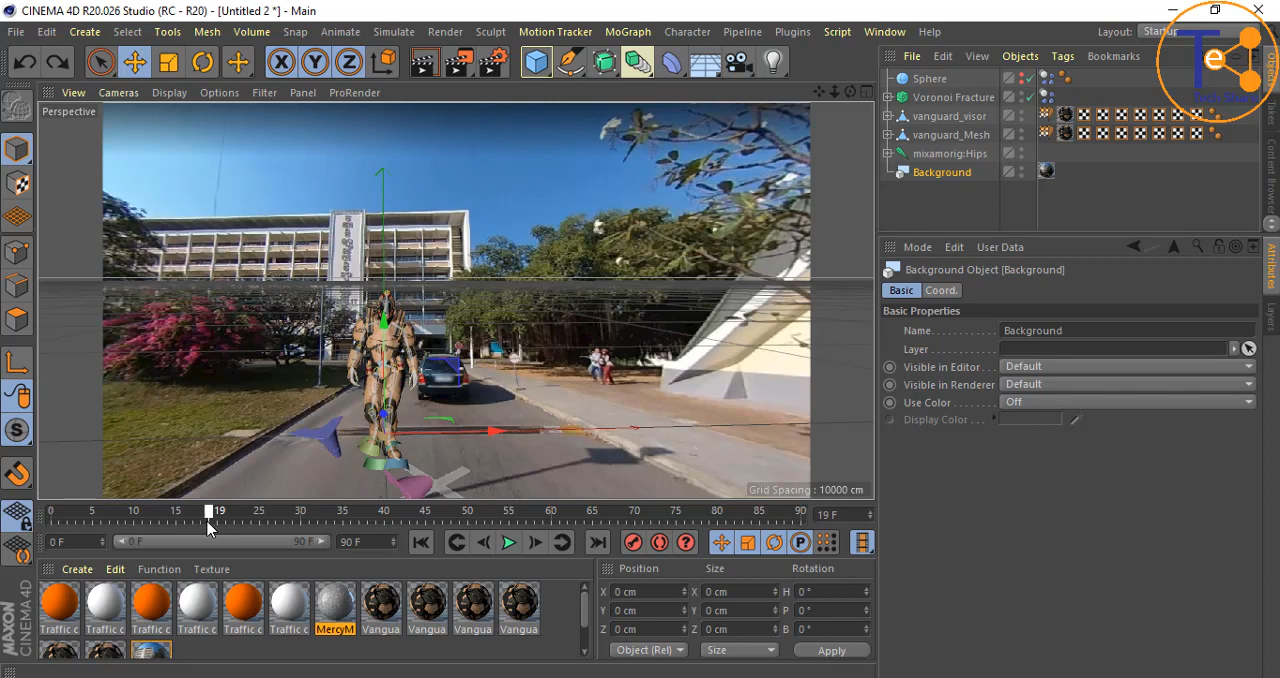 CINEMA 4D R20.026 Studio (RC - R20) - [Untitled 2 *] - Main
File Edit Create Select Tools Mesh Volume Snap Animate Simulate Render Sculpt Motion Tracker MoGraph Character Pipeline Plugins Script Window Help Layout: Startup
View Cameras Display Options Filter Panel ProRender
Perspective
Grid Spacing : 10000 cm
0 5 10 15 19 25 30 35 40 45 50 55 60 65 70 75 80 85 90 19 F
0 F 0 F 90 F 90 F
Create Edit Function Texture
Traffic c Traffic c Traffic c Traffic c Traffic c Traffic c MercyM Vangua Vangua Vangua Vangua
MAXON CINEMA 4D
Position Size Rotation
X 0 cm X 0 cm H 0 °
Y 0 cm Y 0 cm P 0 °
Z 0 cm Z 0 cm B 0 °
Object (Rel) Size Apply
File Edit View Objects Tags Bookmarks
Sphere
Voronoi Fracture
vanguard_visor
vanguard_Mesh
mixamorig:Hips
Background
Mode Edit User Data
Background Object [Background]
Basic Coord.
Basic Properties
Name Background
Layer
Visible in Editor Default
Visible in Renderer Default
Use Color Off
Display Color
Objects
Takes
Content Browser
Attributes
Layers